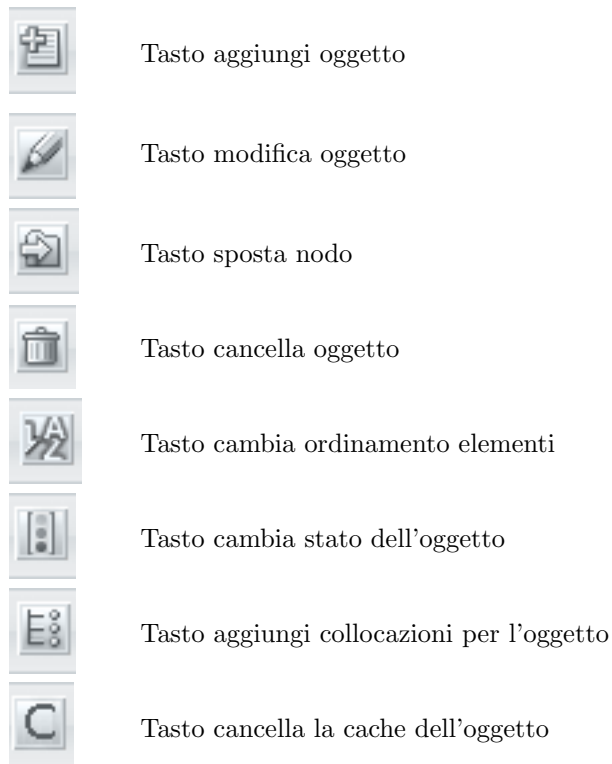 Tasto aggiungi oggetto
Tasto modifica oggetto
Tasto sposta nodo
Tasto cancella oggetto
Tasto cambia ordinamento elementi
Tasto cambia stato dell'oggetto
Tasto aggiungi collocazioni per l'oggetto
C Tasto cancella la cache dell'oggetto